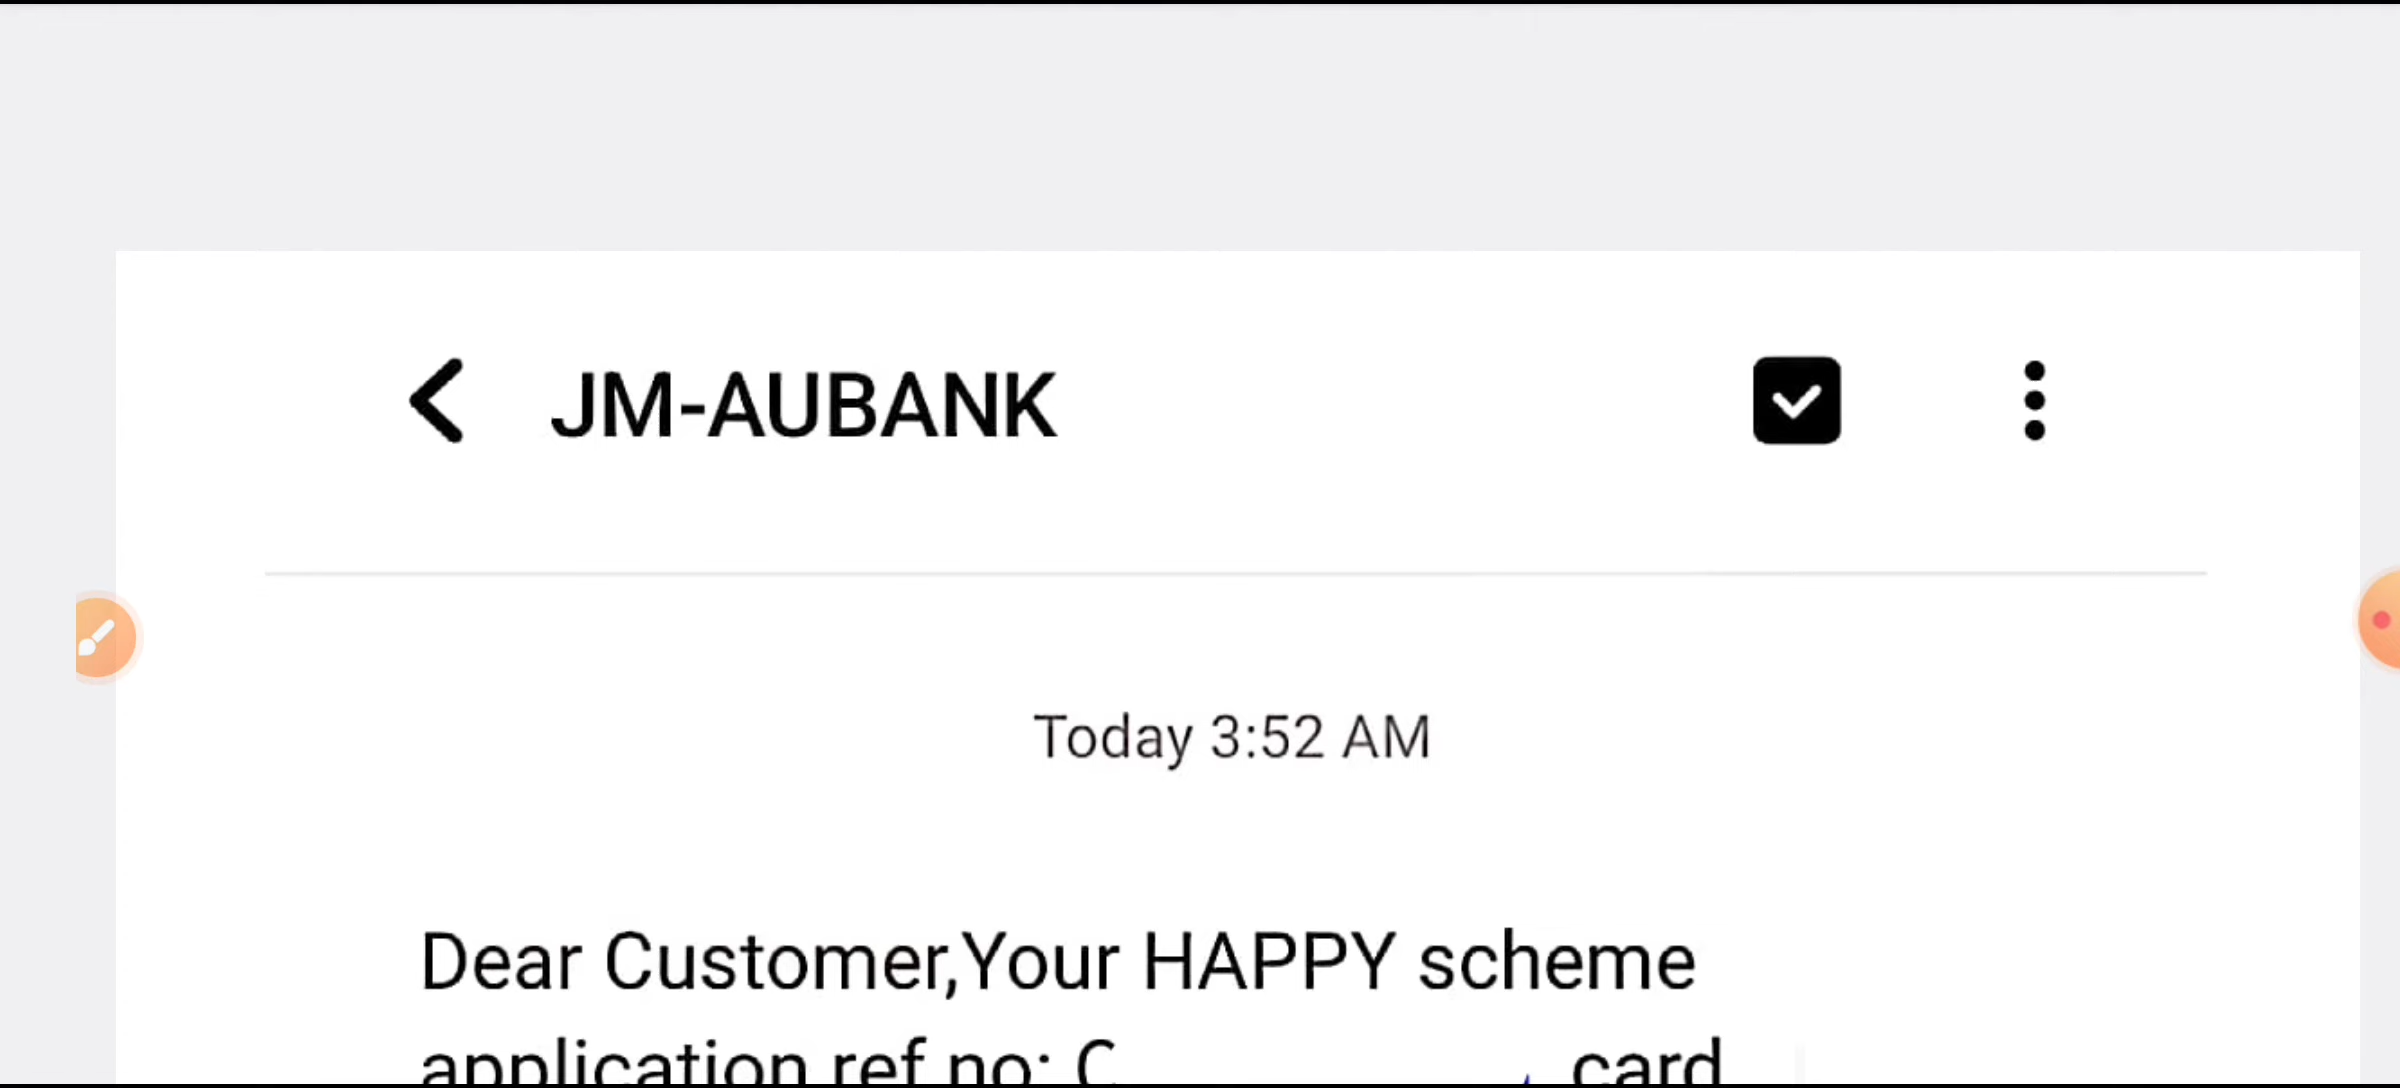 JM-AUBANK
Today 3:52 AM
Dear Customer,Your HAPPY scheme
application ref no: C card